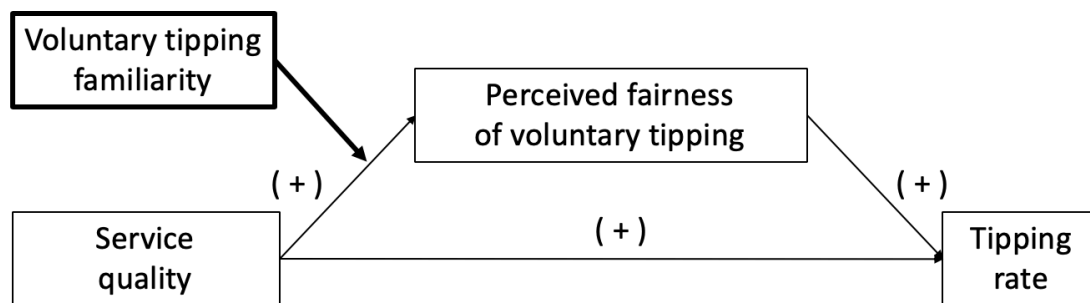 Voluntary tipping
familiarity
Perceived fairness
of voluntary tipping
( + )
( + )
( + )
Service
quality
Tipping
rate